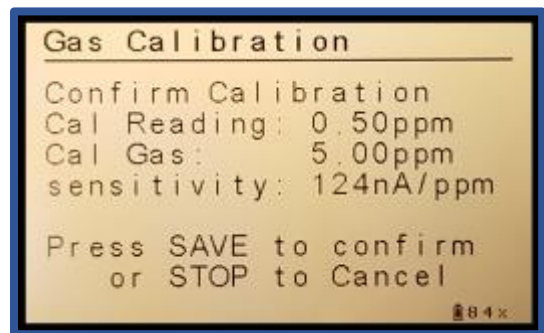 Gas Calibration
Confirm Calibration
Cal Reading: 0.50ppm
Cal Gas: 5.00ppm
sensitivity: 124nA/ppm
Press SAVE to confirm
or STOP to Cancel
84%